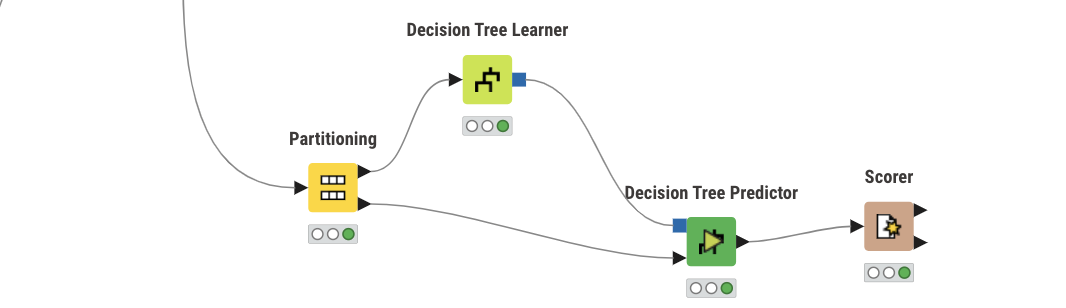 Decision Tree Learner
Partitioning
Scorer
Decision Tree Predictor